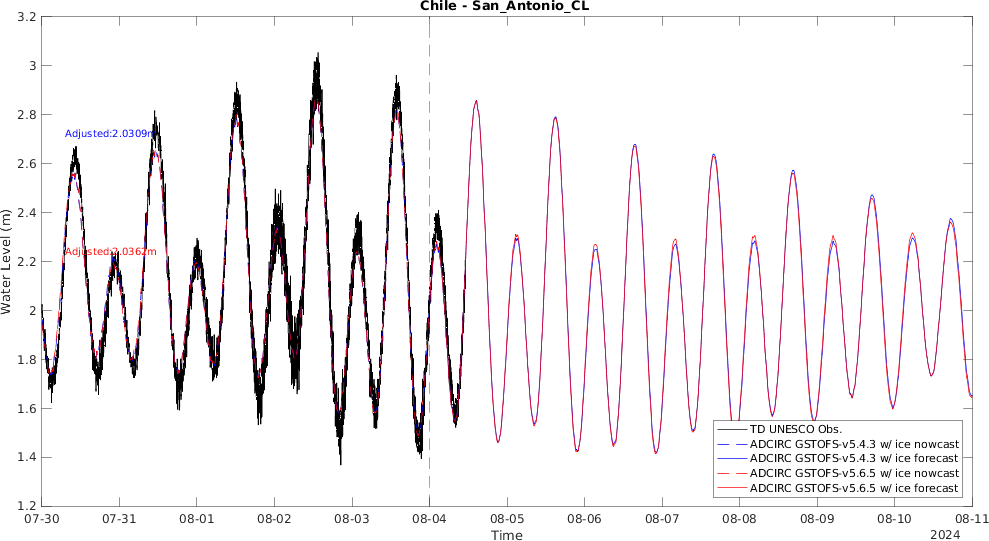 Chile - San_Antonio_CL
3.2
3
2.8
2.6
2.4
2.2
2
1.8
1.6
1.4
1.2
Water Level (m)
Adjusted:2.0309m
Adjusted:2.0362m
TD UNESCO Obs.
ADCIRC GSTOFS-v5.4.3 w/ ice nowcast
ADCIRC GSTOFS-v5.4.3 w/ ice forecast
ADCIRC GSTOFS-v5.6.5 w/ ice nowcast
ADCIRC GSTOFS-v5.6.5 w/ ice forecast
07-30 07-31 08-01 08-02 08-03 08-04 08-05 08-06 08-07 08-08 08-09 08-10 08-11
Time
2024